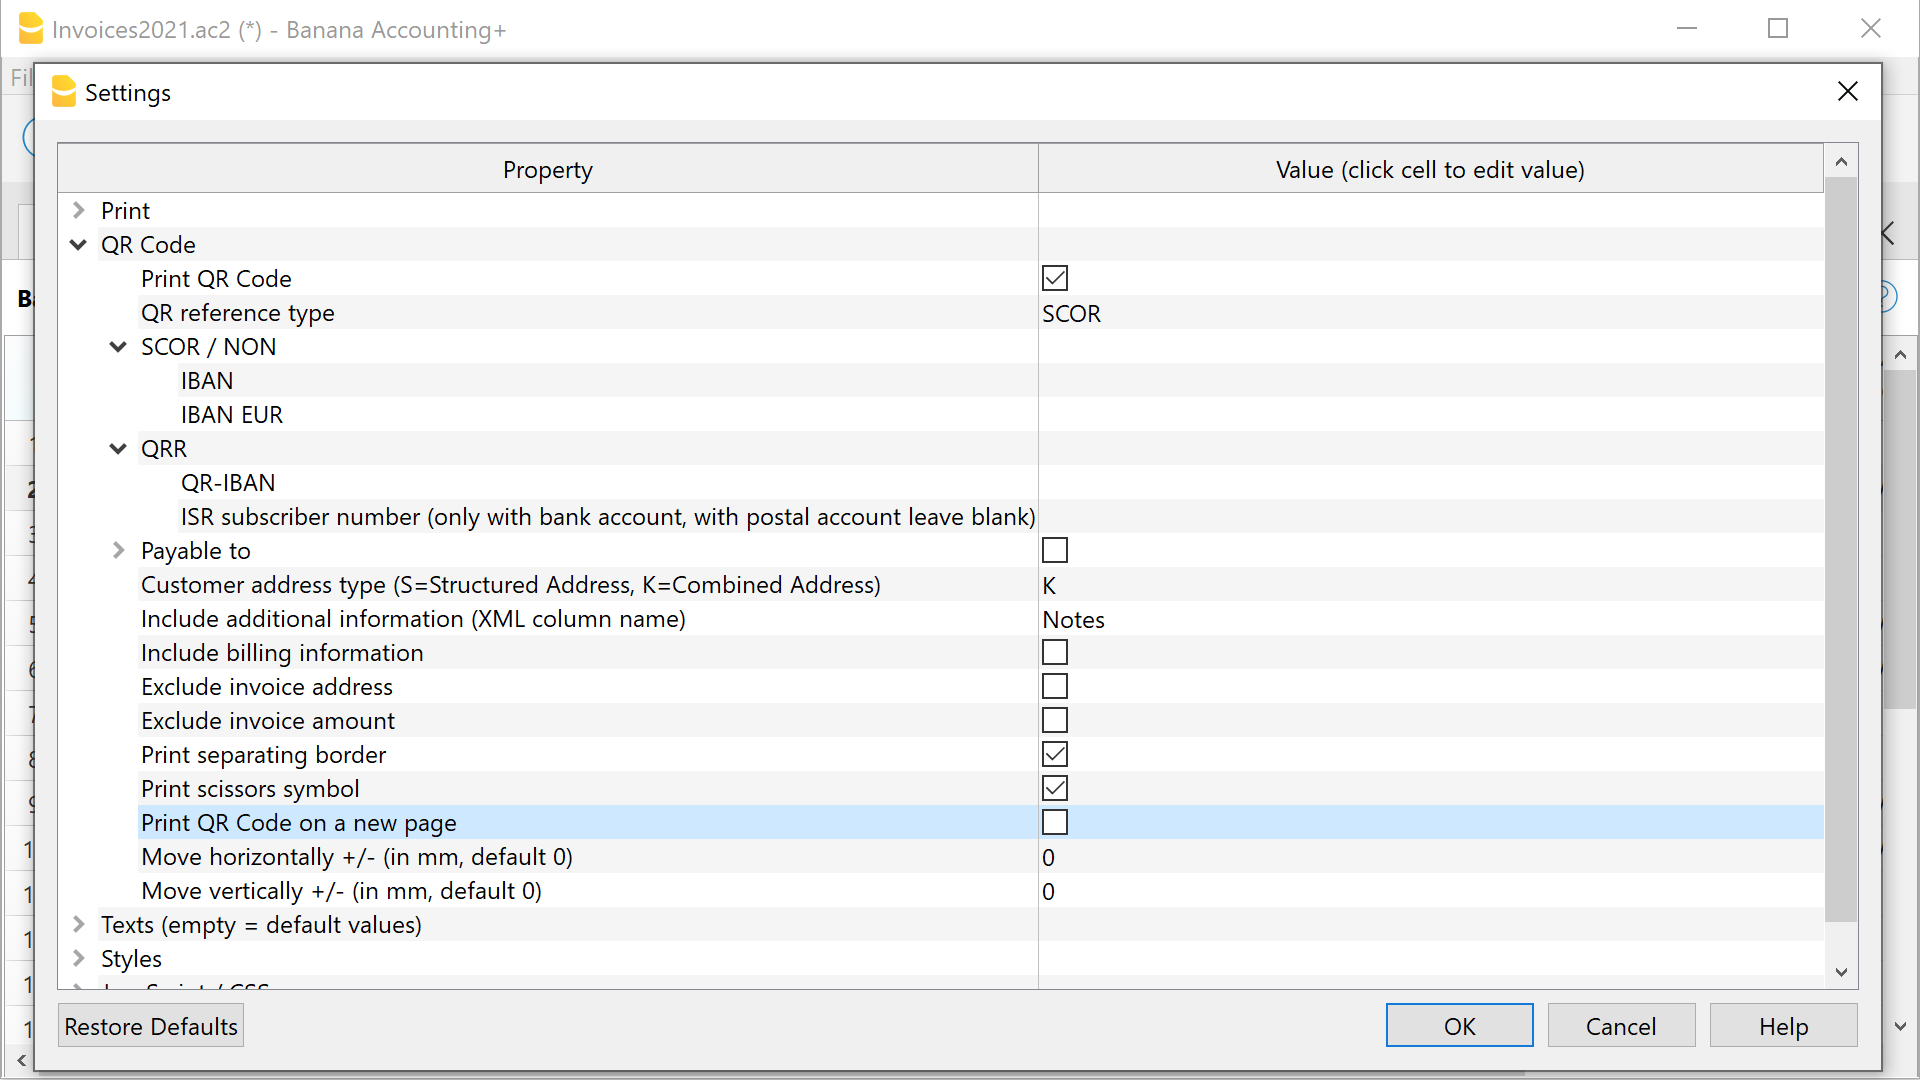 Invoices2021.ac2 (*) - Banana Accounting+
Settings
Property
Value (click cell to edit value)
Print
QR Code
Print QR Code
QR reference type
SCOR
SCOR / NON
IBAN
IBAN EUR
QRR
QR-IBAN
ISR subscriber number (only with bank account, with postal account leave blank)
Payable to
Customer address type (S=Structured Address, K=Combined Address)
K
Include additional information (XML column name)
Notes
Include billing information
Exclude invoice address
Exclude invoice amount
Print separating border
Print scissors symbol
Print QR Code on a new page
Move horizontally +/- (in mm, default 0)
0
Move vertically +/- (in mm, default 0)
0
Texts (empty = default values)
Styles
Restore Defaults
OK
Cancel
Help